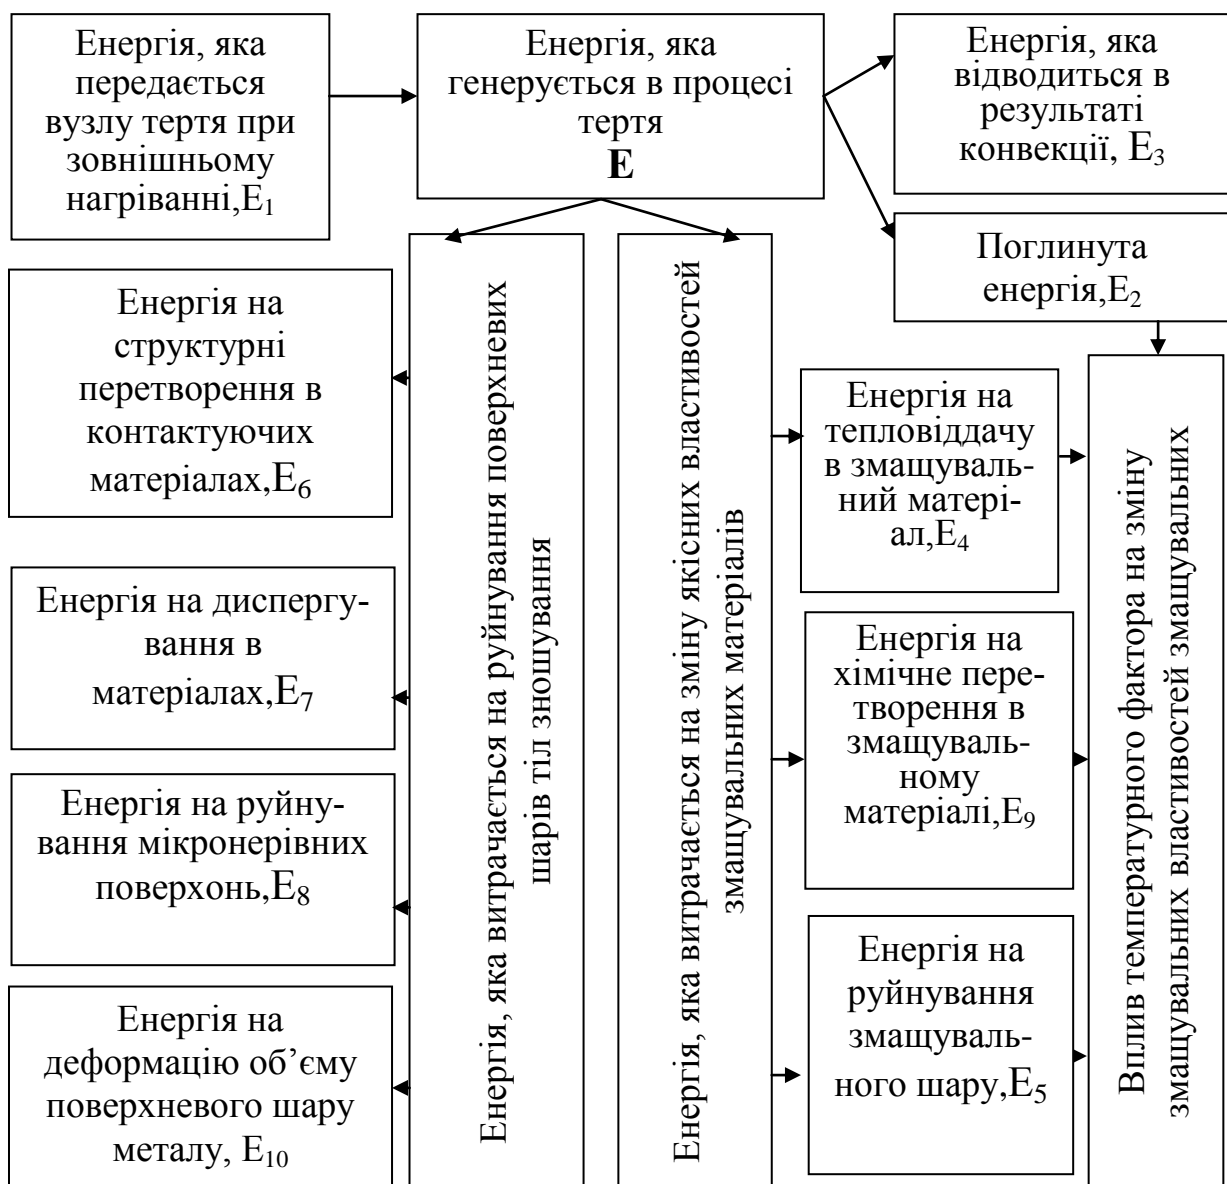 Енергія, яка
передається
вузлу тертя при
зовнішньому
нагріванні,E₁
Енергія, яка
генерується в процесі
тертя
E
Енергія, яка
відводиться в
результаті
конвекції, E₃
Поглинута
енергія,E₂
Енергія на
структурні
перетворення в
контактуючих
матеріалах,E₆
Енергія на диспергу-
вання в
матеріалах,E₇
Енергія на руйну-
вання мікронерівних
поверхонь,E₈
Енергія на
деформацію об’єму
поверхневого шару
металу, E₁₀
Енергія, яка витрачається на руйнування поверхневих
шарів тіл зношування
Енергія, яка витрачається на зміну якісних властивостей
змащувальних матеріалів
Енергія на
тепловіддачу
в змащуваль-
ний матері-
ал,E₄
Енергія на
хімічне пере-
творення в
змащуваль-
ному
матеріалі,E₉
Енергія на
руйнування
змащуваль-
ного шару,E₅
Вплив температурного фактора на зміну
змащувальних властивостей змащувальних